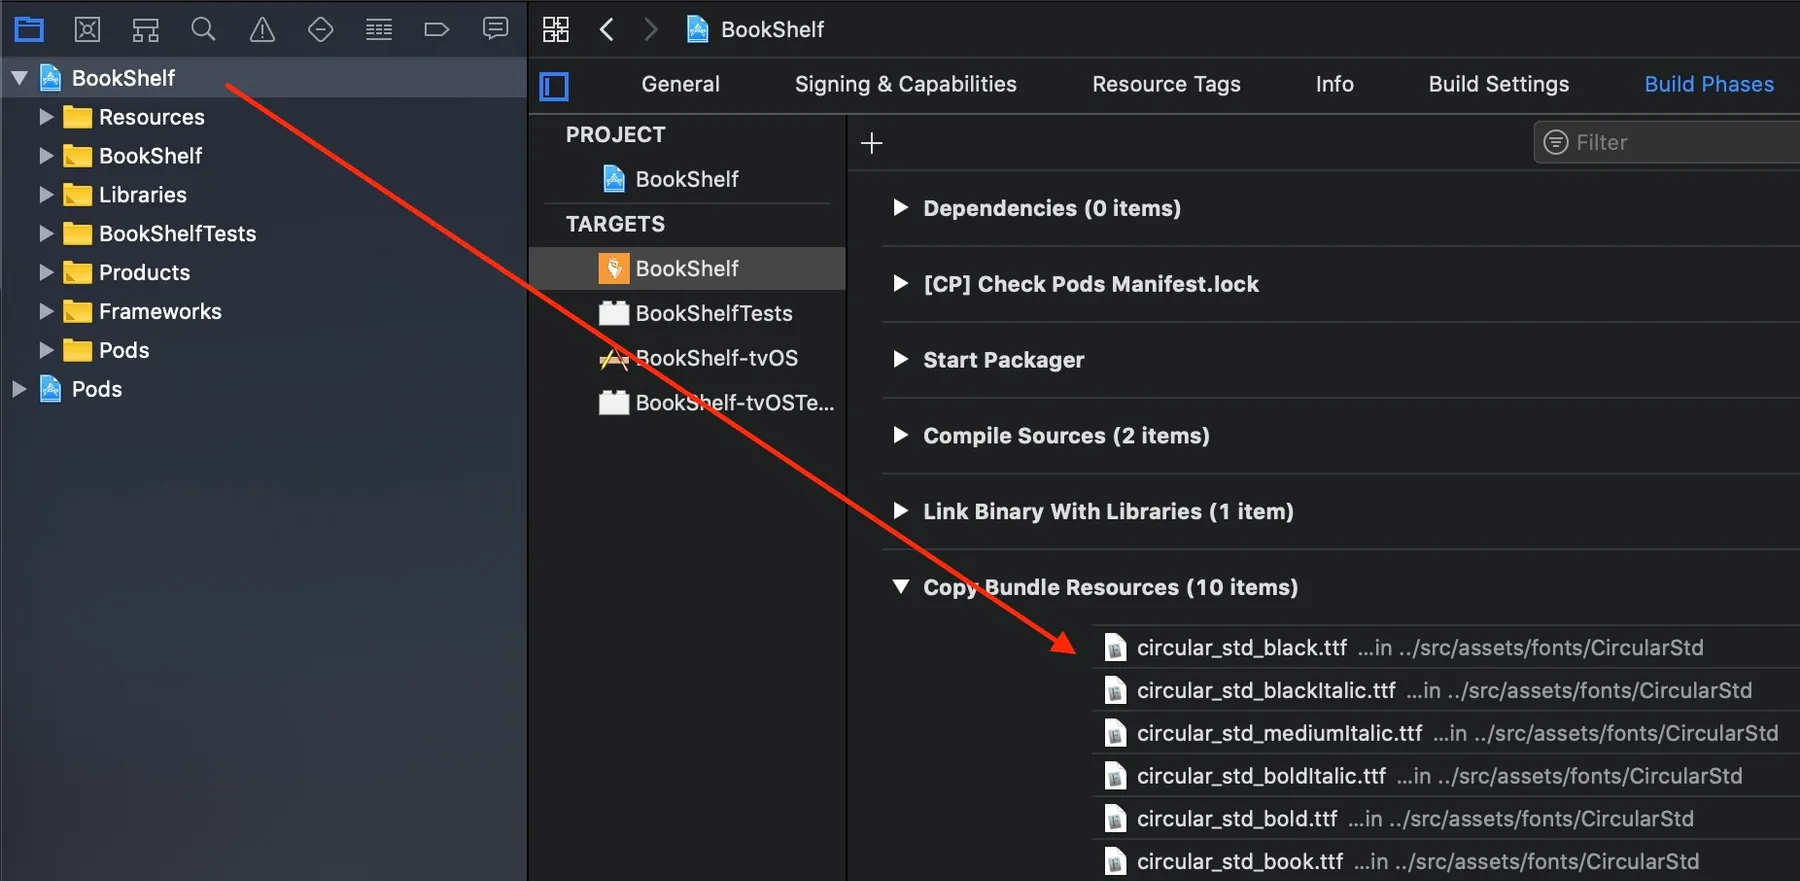 BookShelf
BookShelf
Resources
BookShelf
Libraries
BookShelfTests
Products
Frameworks
Pods
Pods
General
Signing & Capabilities
Resource Tags
Info
Build Settings
Build Phases
PROJECT
BookShelf
TARGETS
BookShelf
BookShelfTests
BookShelf-tvOS
BookShelf-tvOSTe...
Filter
Dependencies (0 items)
[CP] Check Pods Manifest.lock
Start Packager
Compile Sources (2 items)
Link Binary With Libraries (1 item)
Copy Bundle Resources (10 items)
circular_std_black.ttf ...in ../src/assets/fonts/CircularStd
circular_std_blackItalic.ttf ...in ../src/assets/fonts/CircularStd
circular_std_mediumItalic.ttf ...in ../src/assets/fonts/CircularStd
circular_std_boldItalic.ttf ...in ../src/assets/fonts/CircularStd
circular_std_bold.ttf ...in ../src/assets/fonts/CircularStd
circular_std_book.ttf ...in ../src/assets/fonts/CircularStd